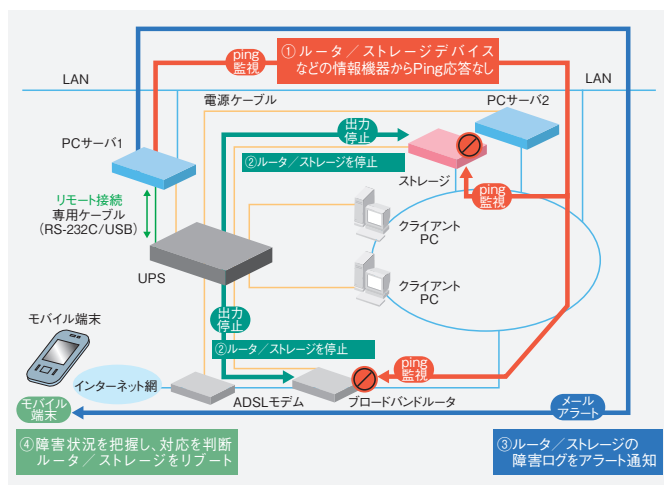 ping
監視
①ルータ／ストレージデバイス
などの情報機器からPing応答なし
LAN
LAN
電源ケーブル
PCサーバ2
出力
停止
PCサーバ1
②ルータ／ストレージを停止
ストレージ
リモート接続
専用ケーブル
(RS-232C/USB)
ping
監視
クライアント
PC
UPS
クライアント
PC
出力
停止
モバイル端末
②ルータ／ストレージを停止
ping
監視
インターネット網
ADSLモデム
ブロードバンドルータ
モバイル
端末
メール
アラート
④障害状況を把握し、対応を判断
ルータ／ストレージをリブート
③ルータ／ストレージの
障害ログをアラート通知